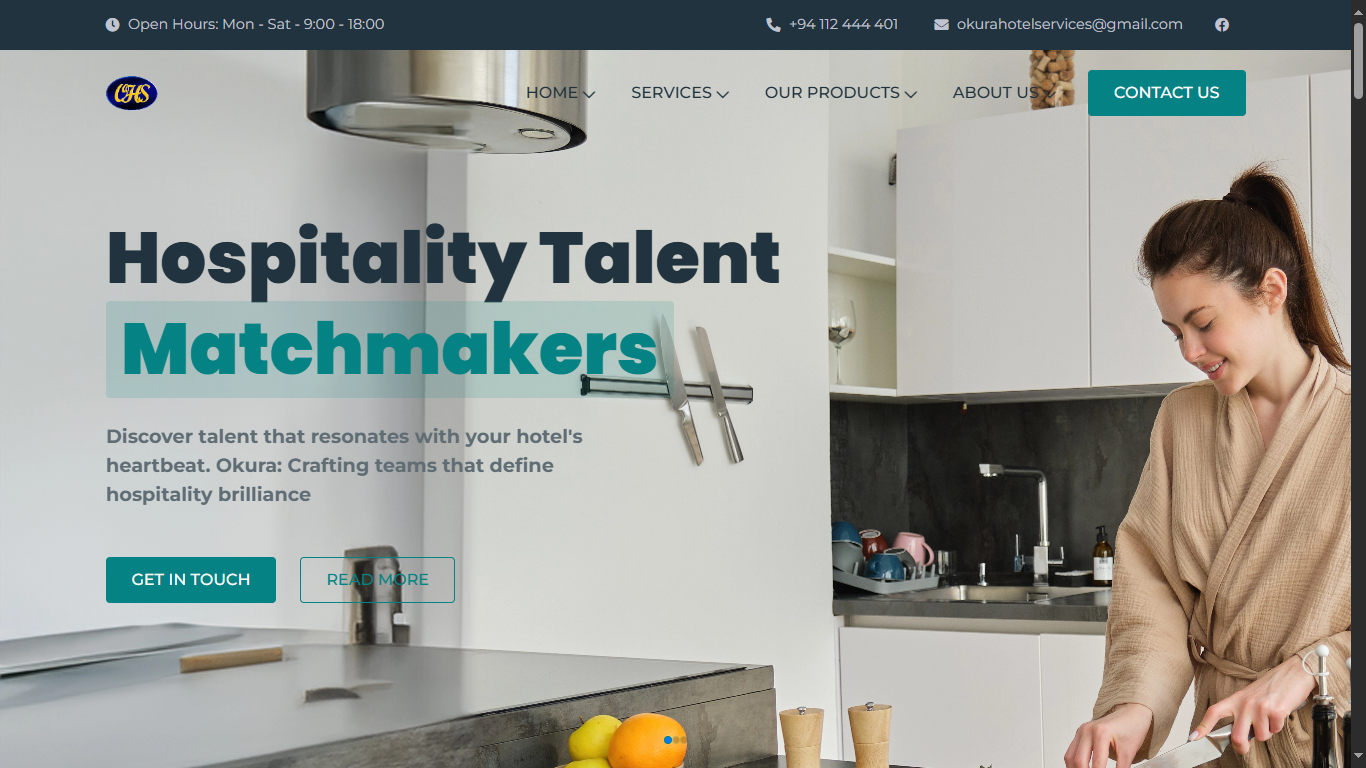 Open Hours: Mon - Sat - 9:00 - 18:00
+94 112 444 401
okurahotelservices@gmail.com
OHS
HOME
SERVICES
OUR PRODUCTS
ABOUT US
CONTACT US
Hospitality Talent
Matchmakers
Discover talent that resonates with your hotel's
heartbeat. Okura: Crafting teams that define
hospitality brilliance
GET IN TOUCH
READ MORE